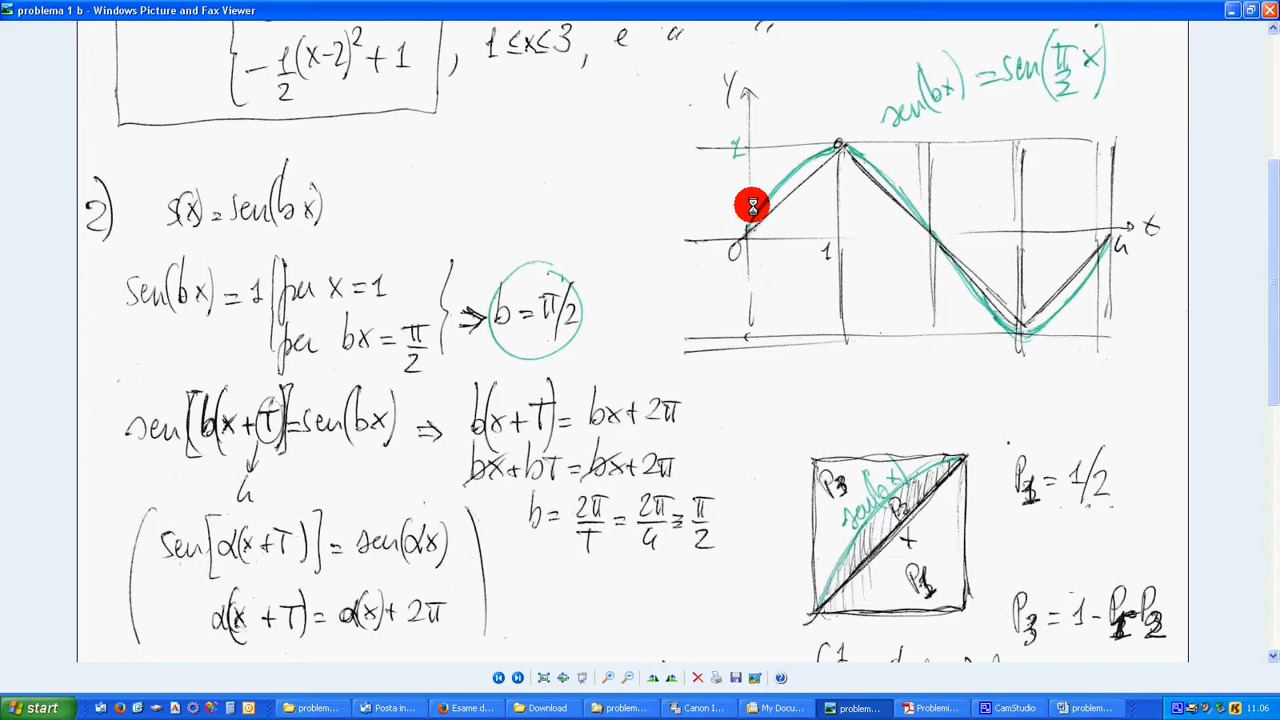 problema 1 b - Windows Picture and Fax Viewer
-1/2(x-2)²+1 , 1≤x≤3, e
sen(bx) = sen(π/2 x)
Y
1
0
1
4
t
2) s(x) = sen(bx)
sen(bx) = 1 per x = 1
per bx = π/2
⇒ b = π/2
sen[b(x+T)] = sen(bx) ⇒ b(x+T) = bx + 2π
4
bx + bT = bx + 2π
b = 2π/T = 2π/4 = π/2
(sen[α(x+T)] = sen(αx)
α(x+T) = α(x) + 2π)
P3
sen(bx)
P2
P1
P1 = 1/2
P3 = 1 - P1 - P2
start
problem...
Posta in...
Esame d...
Download
problem...
Canon I...
My Docu...
problem...
Problemi...
CamStudio
problem...
11.06